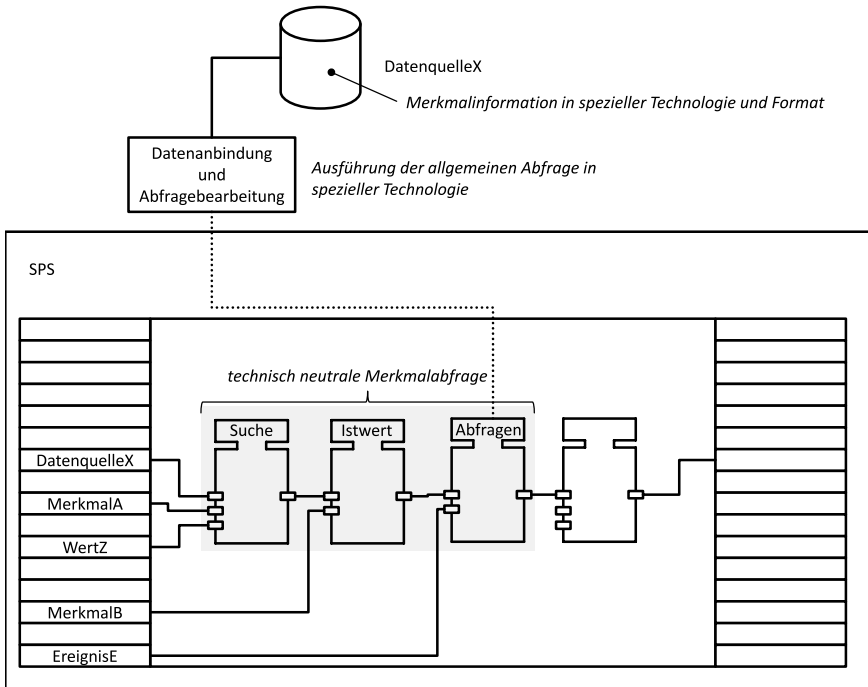 DatenquelleX
Merkmalinformation in spezieller Technologie und Format
Datenanbindung
und
Abfragebearbeitung
Ausführung der allgemeinen Abfrage in
spezieller Technologie
SPS
technisch neutrale Merkmalabfrage
Suche
Istwert
Abfragen
DatenquelleX
MerkmalA
WertZ
MerkmalB
EreignisE